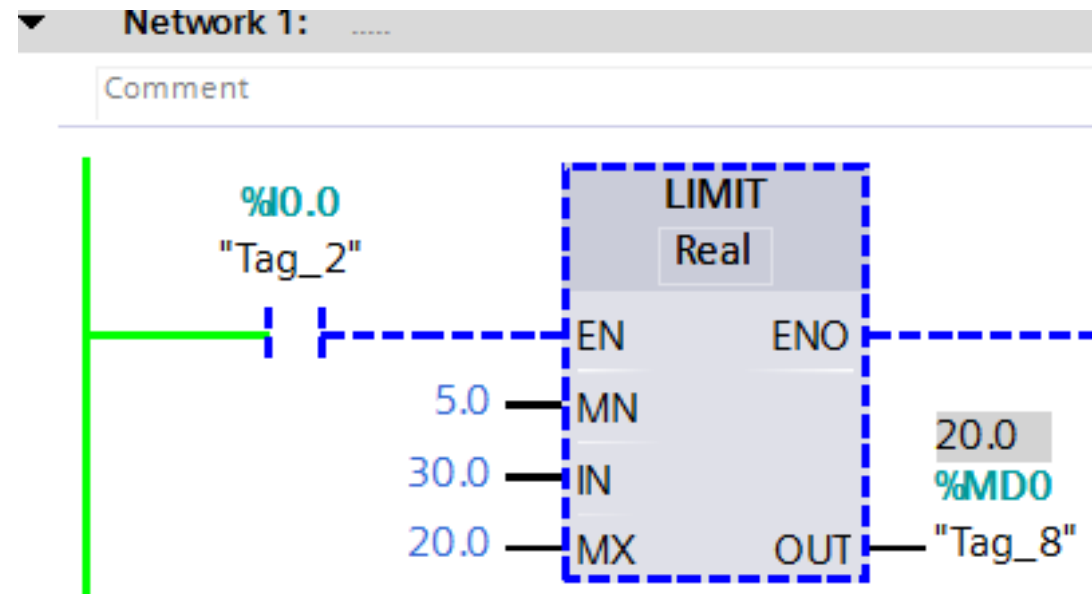 Network 1: .....
Comment
%I0.0
"Tag_2"
LIMIT
Real
EN ENO
5.0 MN
30.0 IN
20.0 MX OUT
20.0
%MD0
"Tag_8"